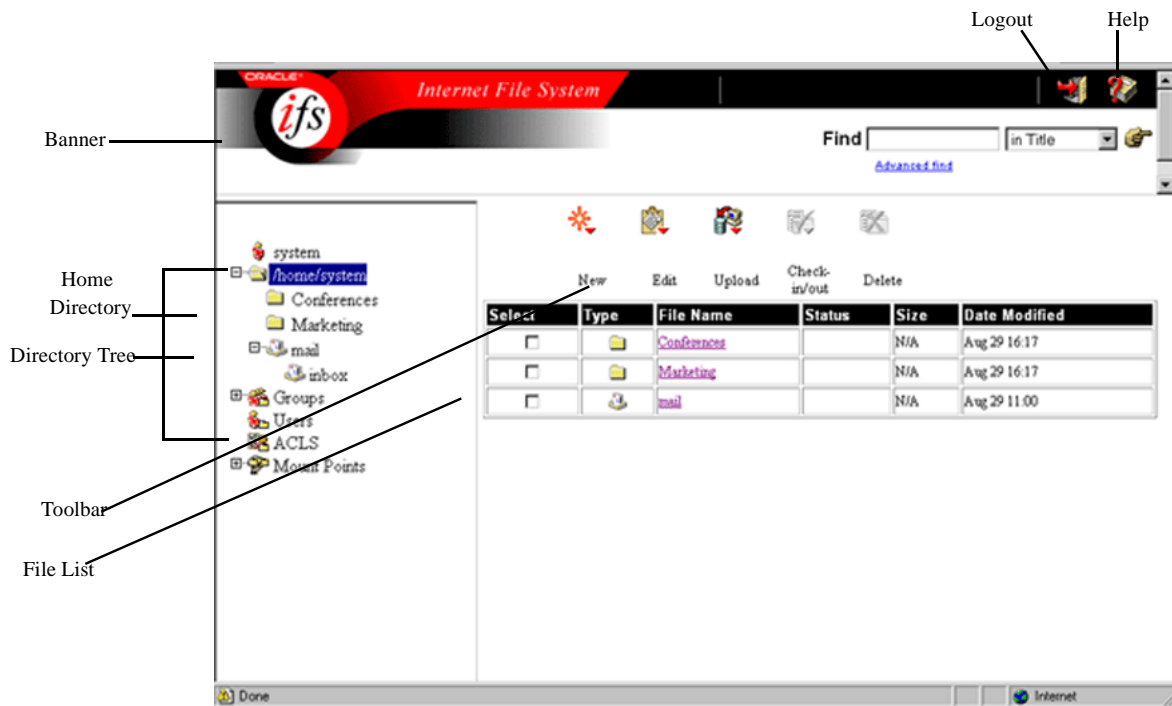 Logout Help
ORACLE
Internet File System
ifs
Banner
Find in Title
Advanced find
system
/home/system
Home
Directory
Conferences
Marketing
mail
Directory Tree
inbox
Groups
Users
ACLS
Mount Points
New Edit Upload Check-
in/out Delete
Select Type File Name Status Size Date Modified
Conferences N/A Aug 29 16:17
Marketing N/A Aug 29 16:17
mail N/A Aug 29 11:00
Toolbar
File List
Done Internet